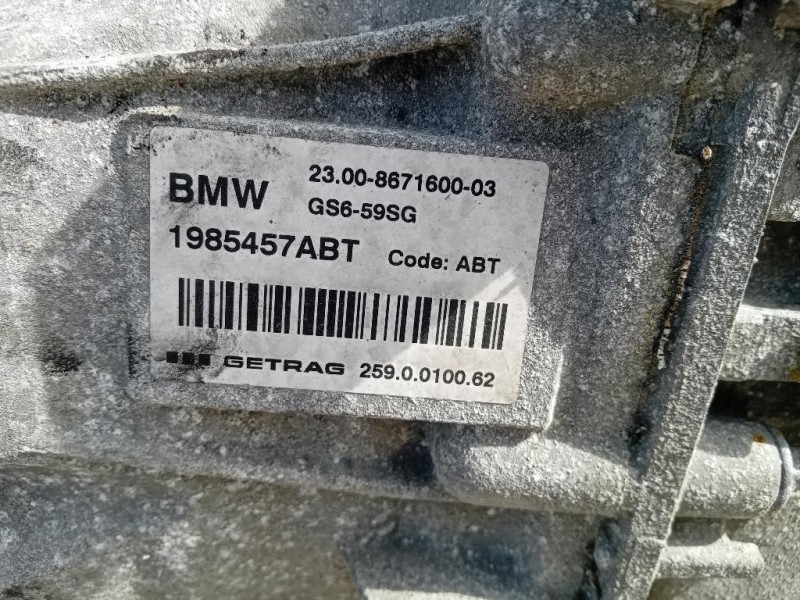 BMW 23.00-8671600-03
GS6-59SG
1985457ABT Code: ABT
GETRAG 259.0.0100.62